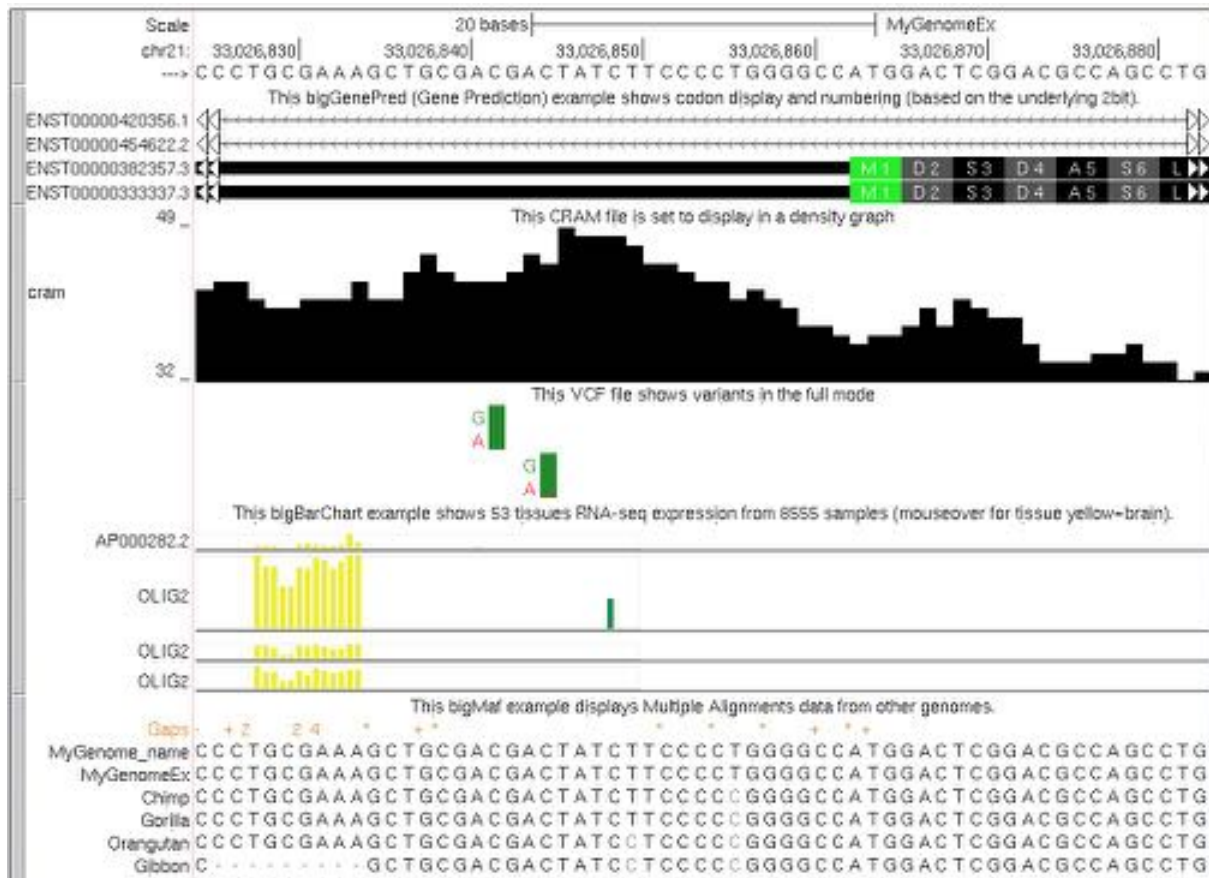 Scale 20 bases MyGenomeEx
chr21: 33,026,830 33,026,840 33,026,850 33,026,860 33,026,870 33,026,880
---> C C C T G C G A A A G C T G C G A C G A C T A T C T T C C C C T G G G G C C A T G G A C T C G G A C G C C A G C C T G
This bigGenePred (Gene Prediction) example shows codon display and numbering (based on the underlying 2bit).
ENST00000420356.1
ENST00000454622.2
ENST00000382357.3 M 1 D 2 S 3 D 4 A 5 S 6 L
ENST00000333337.3 M 1 D 2 S 3 D 4 A 5 S 6 L
This CRAM file is set to display in a density graph
49 _
cram
32 _
This VCF file shows variants in the full mode
G
A
G
A
This bigBarChart example shows 53 tissues RNA-seq expression from 8555 samples (mouseover for tissue yellow=brain).
AP000282.2
OLIG2
OLIG2
OLIG2
This bigMaf example displays Multiple Alignments data from other genomes.
Gaps - + 2 2 4 * + * * * * + * +
MyGenome_name C C C T G C G A A A G C T G C G A C G A C T A T C T T C C C C T G G G G C C A T G G A C T C G G A C G C C A G C C T G
MyGenomeEx C C C T G C G A A A G C T G C G A C G A C T A T C T T C C C C T G G G G C C A T G G A C T C G G A C G C C A G C C T G
Chimp C C C T G C G A A A G C T G C G A C G A C T A T C T T C C C C C G G G G C C A T G G A C T C G G A C G C C A G C C T G
Gorilla C C C T G C G A A A G C T G C G A C G A C T A T C T T C C C C C G G G G C C A T G G A C T C G G A C G C C A G C C T G
Orangutan C C C T G C G A A A G C T G C G A C G A C T A T C C T C C C C C G G G G C C A T G G A C T C G G A C G C C A G C C T G
Gibbon C - - - - - - - - - G C T G C G A C G A C T A T C C T C C C C C G G G G C C A T G G A C T C G G A C G C C A G C C T G